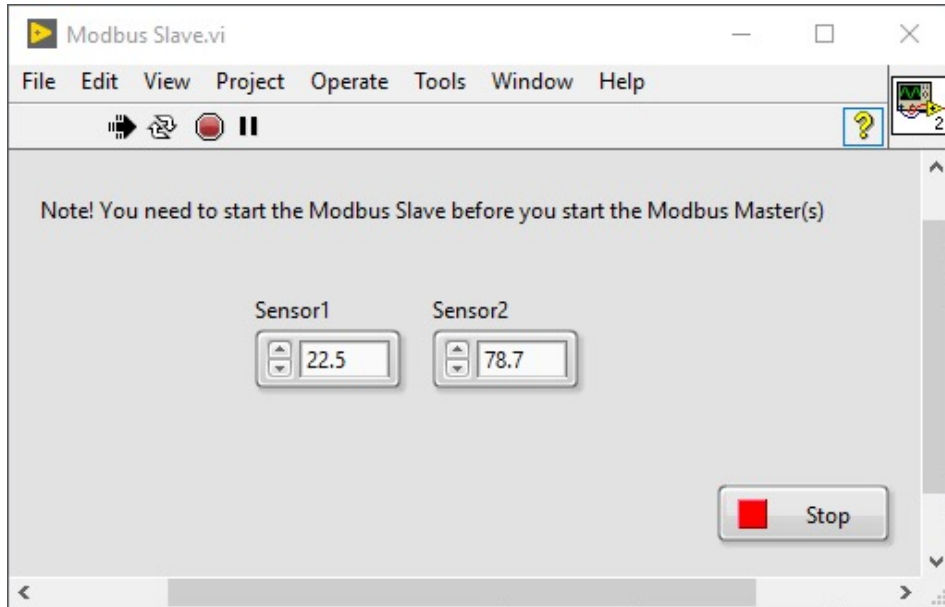 Modbus Slave.vi
File Edit View Project Operate Tools Window Help
?
2
Note! You need to start the Modbus Slave before you start the Modbus Master(s)
Sensor1 Sensor2
22.5 78.7
Stop